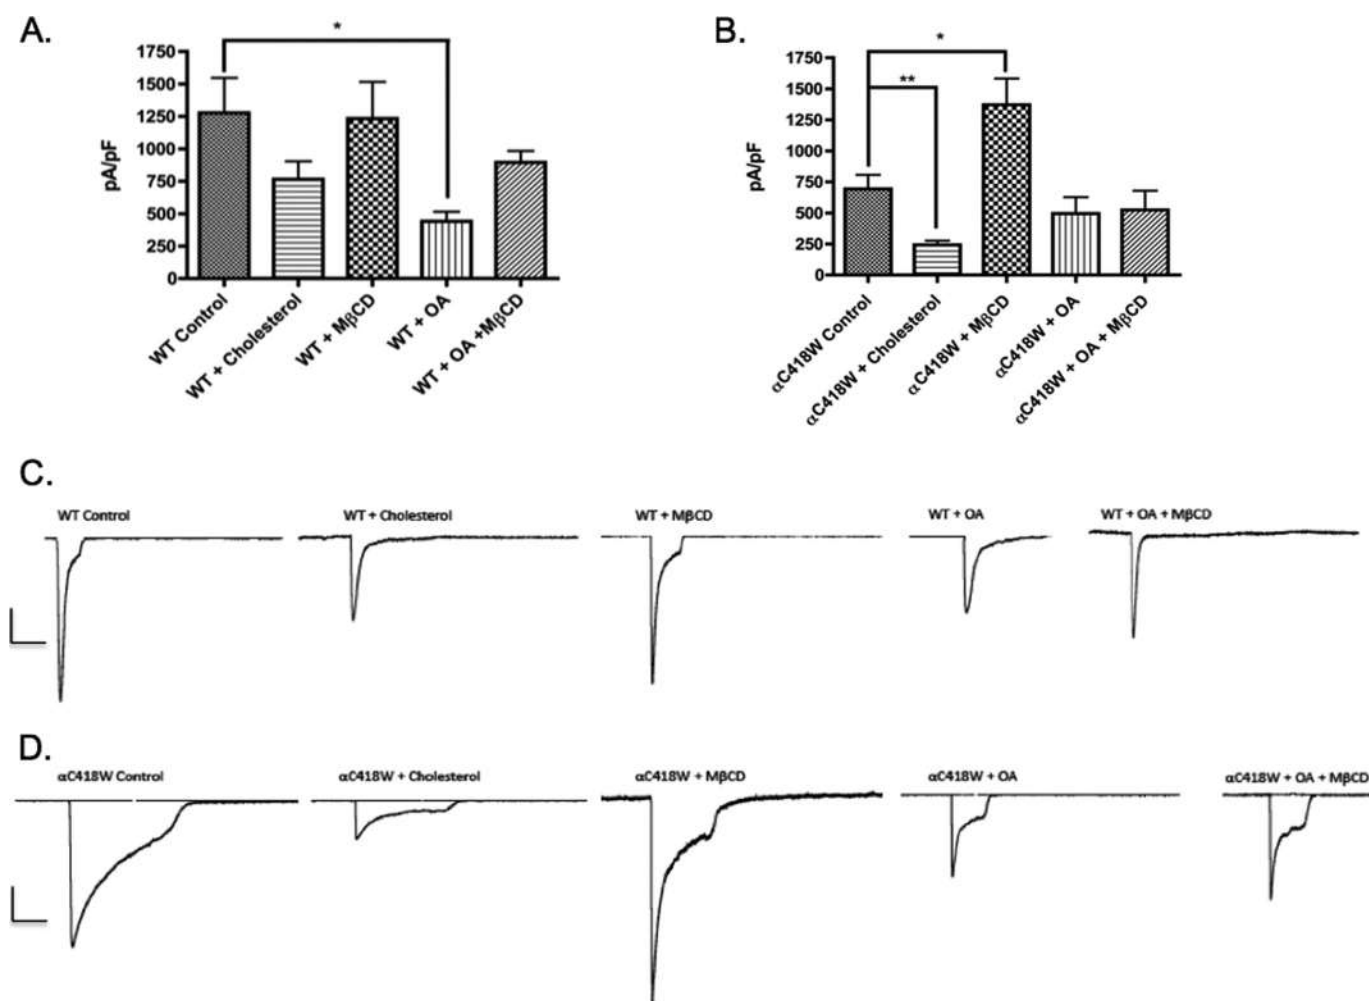 A.
*
pA/pF
1750
1500
1250
1000
750
500
250
0
WT Control
WT + Cholesterol
WT + MβCD
WT + OA
WT + OA +MβCD
B.
*
**
pA/pF
1750
1500
1250
1000
750
500
250
0
αC418W Control
αC418W + Cholesterol
αC418W + MβCD
αC418W + OA
αC418W + OA + MβCD
C.
WT Control
WT + Cholesterol
WT + MβCD
WT + OA
WT + OA + MβCD
D.
αC418W Control
αC418W + Cholesterol
αC418W + MβCD
αC418W + OA
αC418W + OA + MβCD